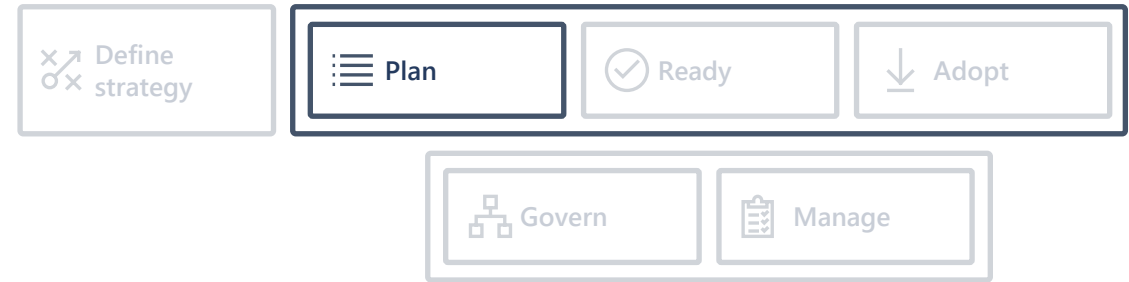 Define
strategy
Plan
Ready
Adopt
Govern
Manage